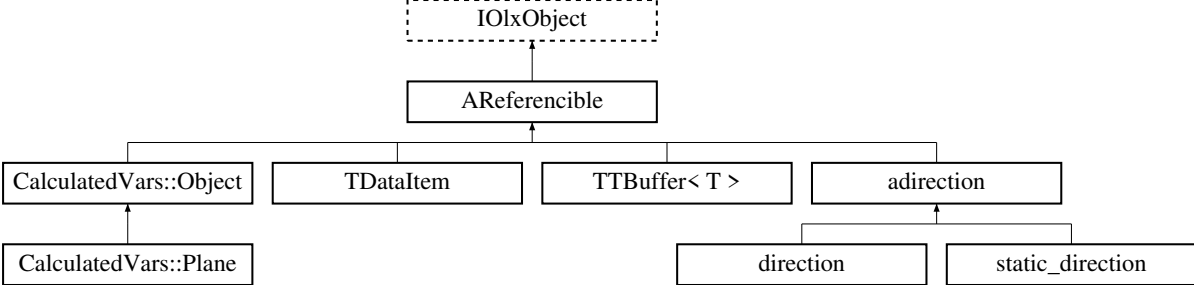 IOlxObject
AReferencible
CalculatedVars::Object TDataItem TTBuffer< T > adirection
CalculatedVars::Plane direction static_direction